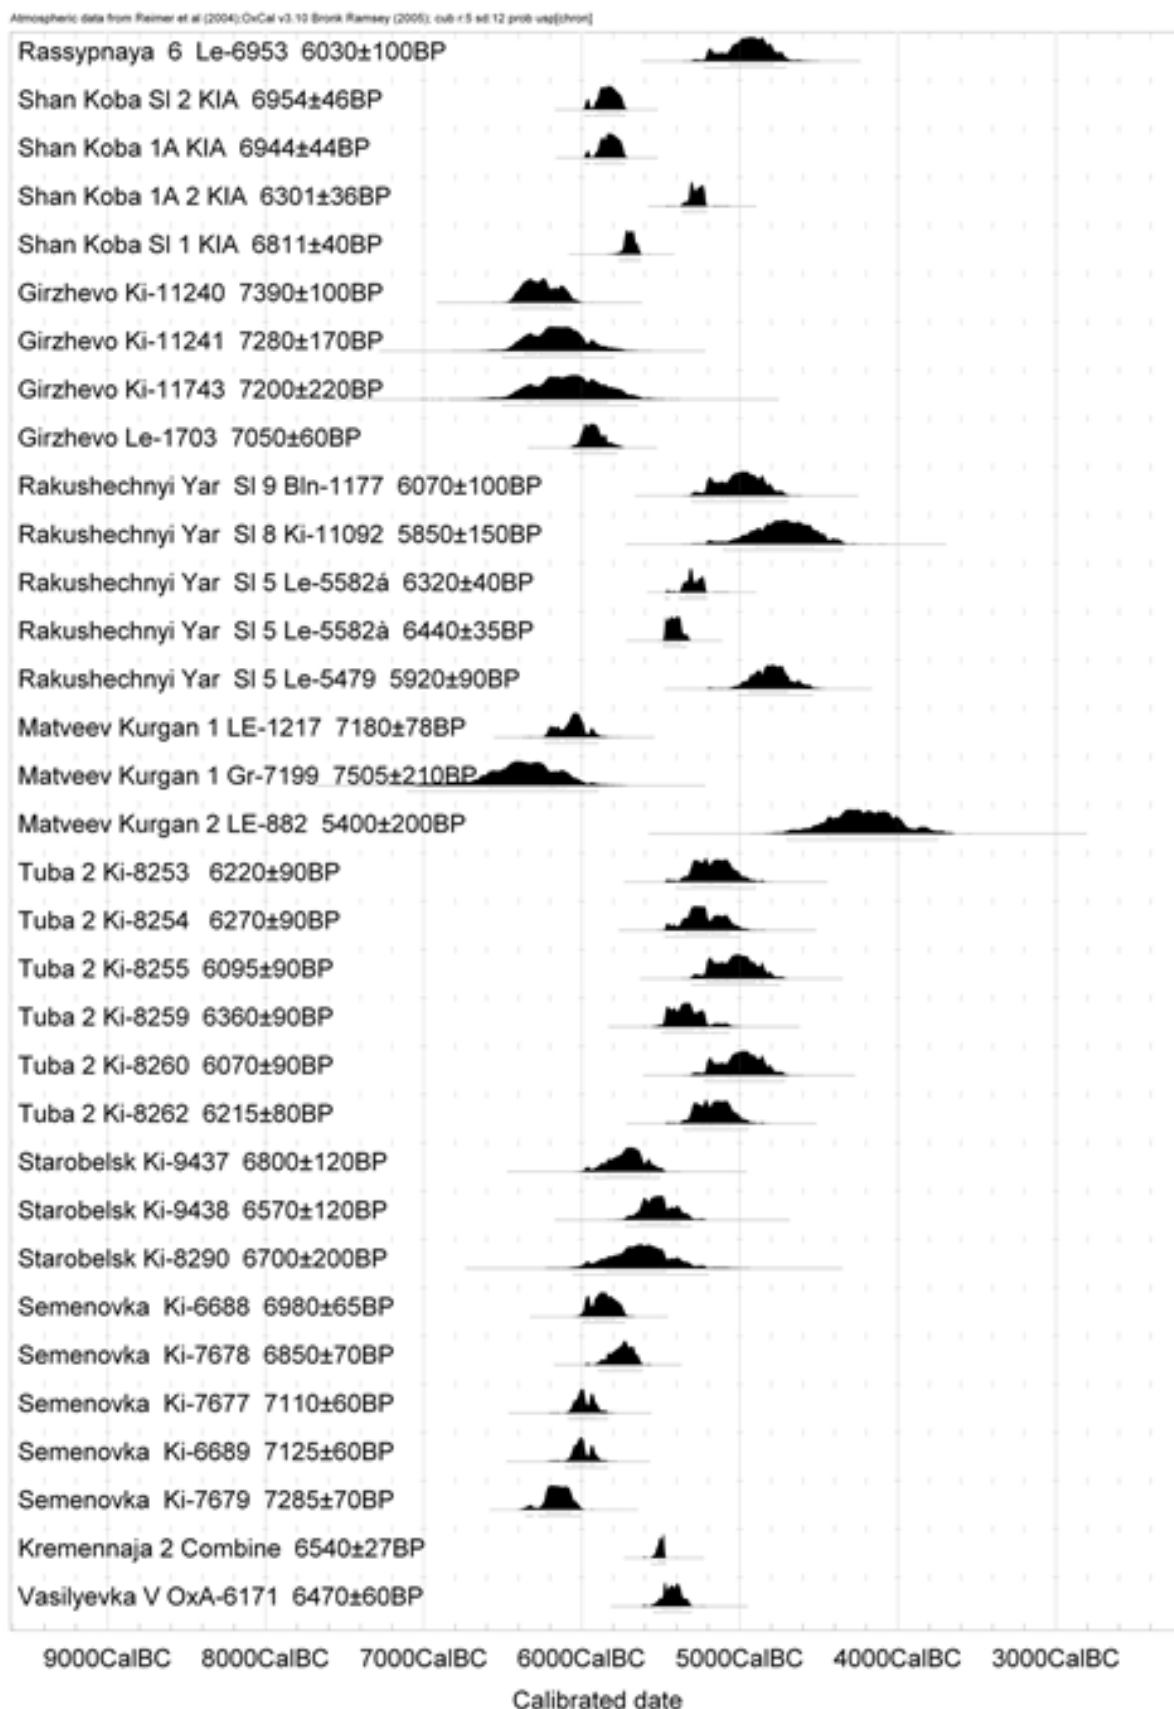 Atmospheric data from Reimer et al (2004);OxCal v3.10 Bronk Ramsey (2005); cub r:5 sd:12 prob usp[chron]
Rassypnaya 6 Le-6953 6030±100BP
Shan Koba Sl 2 KIA 6954±46BP
Shan Koba 1A KIA 6944±44BP
Shan Koba 1A 2 KIA 6301±36BP
Shan Koba Sl 1 KIA 6811±40BP
Girzhevo Ki-11240 7390±100BP
Girzhevo Ki-11241 7280±170BP
Girzhevo Ki-11743 7200±220BP
Girzhevo Le-1703 7050±60BP
Rakushechnyi Yar Sl 9 Bln-1177 6070±100BP
Rakushechnyi Yar Sl 8 Ki-11092 5850±150BP
Rakushechnyi Yar Sl 5 Le-5582á 6320±40BP
Rakushechnyi Yar Sl 5 Le-5582à 6440±35BP
Rakushechnyi Yar Sl 5 Le-5479 5920±90BP
Matveev Kurgan 1 LE-1217 7180±78BP
Matveev Kurgan 1 Gr-7199 7505±210BP
Matveev Kurgan 2 LE-882 5400±200BP
Tuba 2 Ki-8253 6220±90BP
Tuba 2 Ki-8254 6270±90BP
Tuba 2 Ki-8255 6095±90BP
Tuba 2 Ki-8259 6360±90BP
Tuba 2 Ki-8260 6070±90BP
Tuba 2 Ki-8262 6215±80BP
Starobelsk Ki-9437 6800±120BP
Starobelsk Ki-9438 6570±120BP
Starobelsk Ki-8290 6700±200BP
Semenovka Ki-6688 6980±65BP
Semenovka Ki-7678 6850±70BP
Semenovka Ki-7677 7110±60BP
Semenovka Ki-6689 7125±60BP
Semenovka Ki-7679 7285±70BP
Kremennaja 2 Combine 6540±27BP
Vasilyevka V OxA-6171 6470±60BP
9000CalBC 8000CalBC 7000CalBC 6000CalBC 5000CalBC 4000CalBC 3000CalBC
Calibrated date